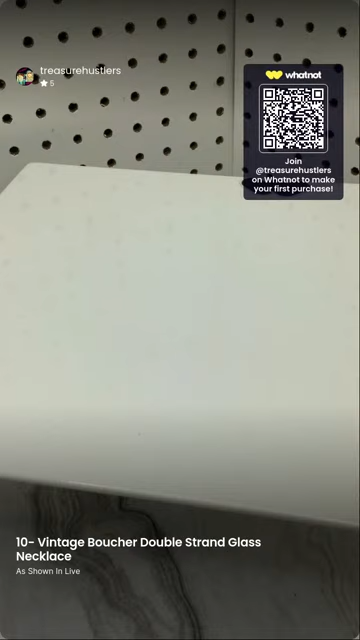 treasurehustlers
★ 5
whatnot
Join
@treasurehustlers
on Whatnot to make
your first purchase!
10- Vintage Boucher Double Strand Glass
Necklace
As Shown In Live